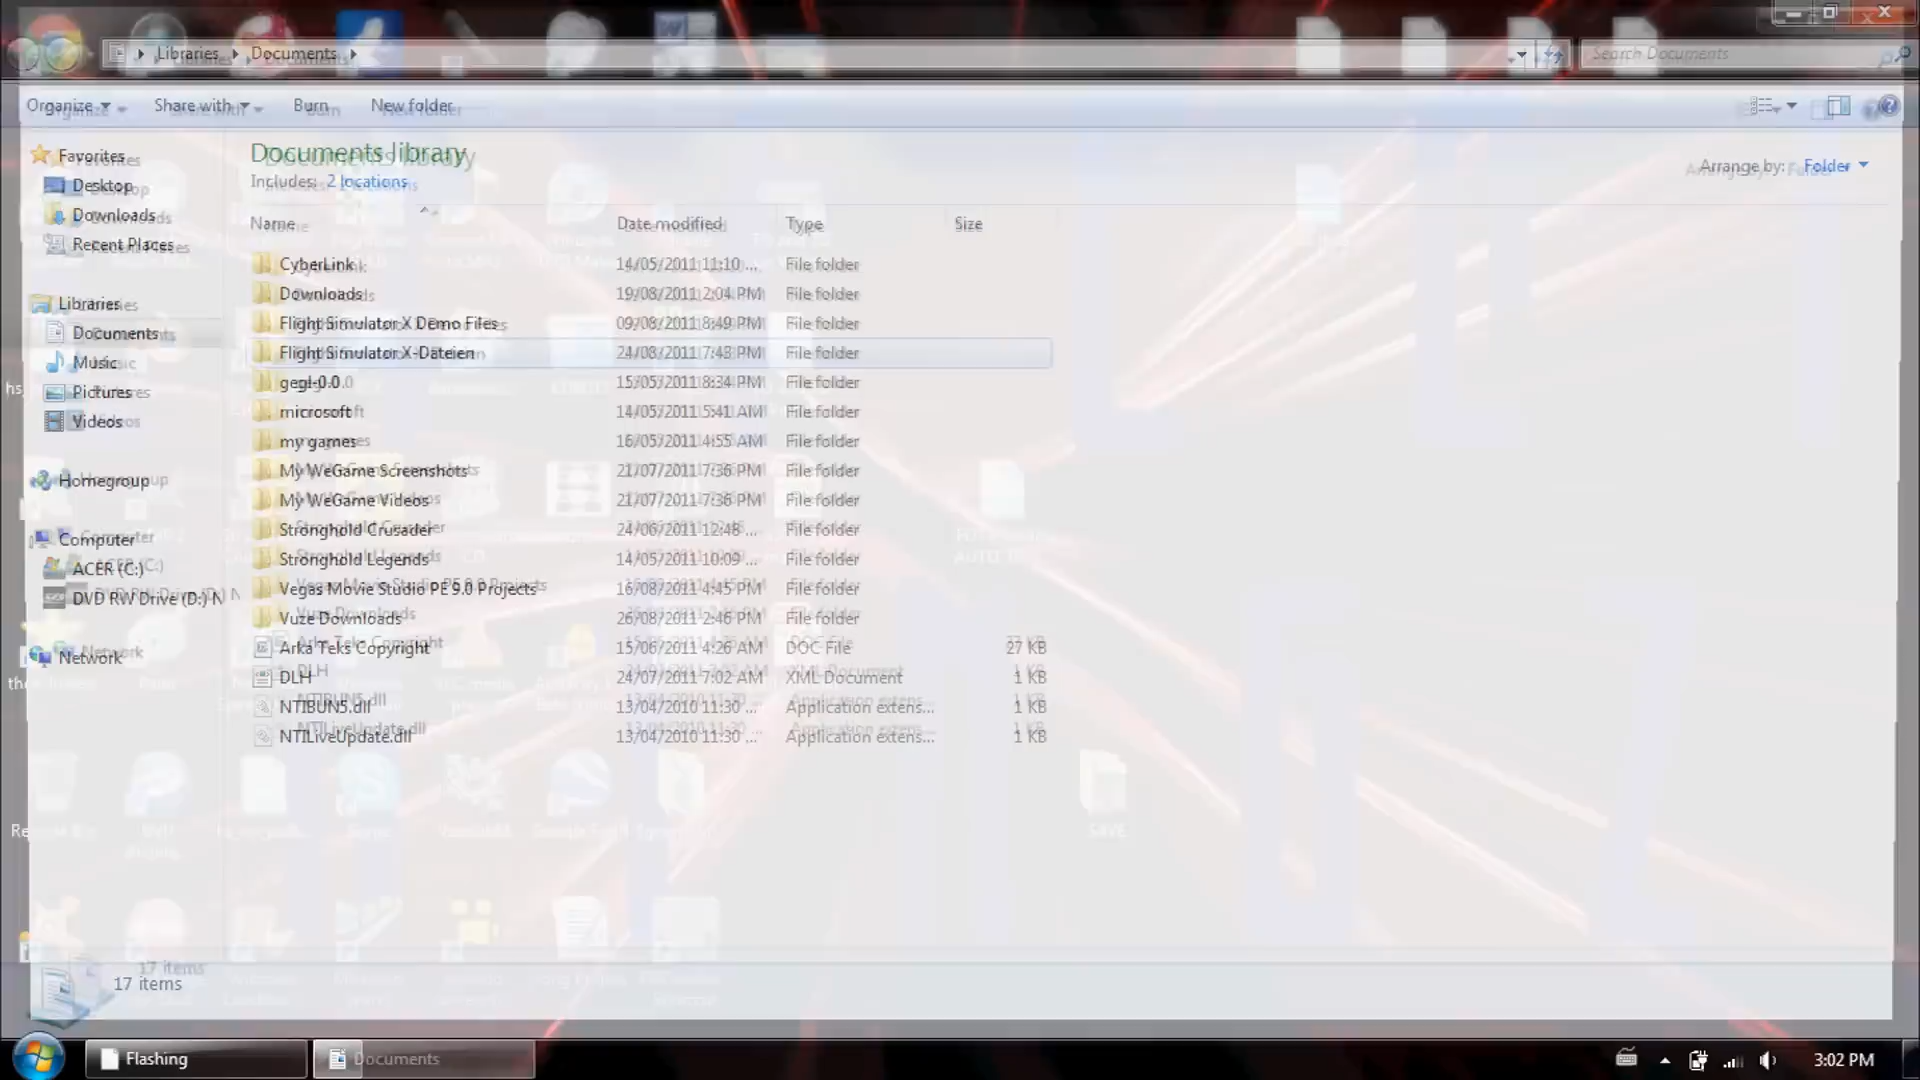 Libraries Documents Search Documents
Organize Share with Burn New folder
Documents library
Includes: 2 locations
Arrange by: Folder
Name Date modified Type Size
Favorites
Desktop
Downloads
Recent Places
Libraries
Documents
Music
Pictures
Videos
Homegroup
Computer
ACER (C:)
DVD RW Drive (D:) N
Network
CyberLink 14/05/2011 11:10 ... File folder
Downloads 19/08/2011 2:04 PM File folder
Flight Simulator X Demo Files 09/08/2011 8:49 PM File folder
Flight Simulator X-Dateien 24/08/2011 7:43 PM File folder
gegl-0.0 15/05/2011 8:34 PM File folder
microsoft 14/05/2011 5:41 AM File folder
my games 16/05/2011 4:55 AM File folder
My WeGame Screenshots 21/07/2011 7:36 PM File folder
My WeGame Videos 21/07/2011 7:36 PM File folder
Stronghold Crusader 24/06/2011 12:48 ... File folder
Stronghold Legends 14/05/2011 10:09 ... File folder
Vegas Movie Studio PE 9.0 Projects 16/08/2011 4:45 PM File folder
Vuze Downloads 26/08/2011 2:46 PM File folder
Arka Teks Copyright 15/06/2011 4:26 AM DOC File 27 KB
DLH 24/07/2011 7:02 AM XML Document 1 KB
NTIBUN5.dll 13/04/2010 11:30 ... Application extens... 1 KB
NTILiveUpdate.dll 13/04/2010 11:30 ... Application extens... 1 KB
SAVE
17 items
Flashing
Documents
3:02 PM